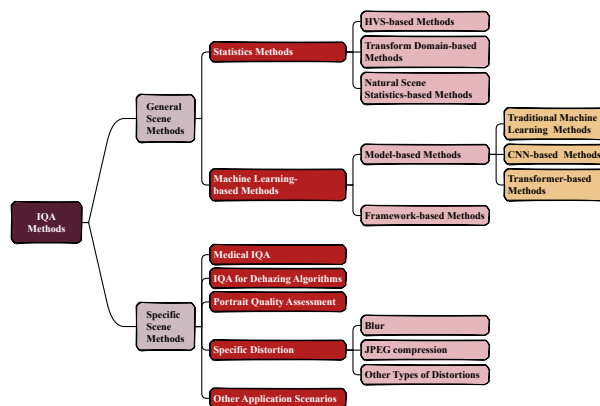 IQA
Methods
General
Scene
Methods
Statistics Methods
HVS-based Methods
Transform Domain-based
Methods
Natural Scene
Statistics-based Methods
Machine Learning-
based Methods
Model-based Methods
Traditional Machine
Learning Methods
CNN-based Methods
Transformer-based
Methods
Framework-based Methods
Specific
Scene
Methods
Medical IQA
IQA for Dehazing Algorithms
Portrait Quality Assessment
Specific Distortion
Blur
JPEG compression
Other Types of Distortions
Other Application Scenarios